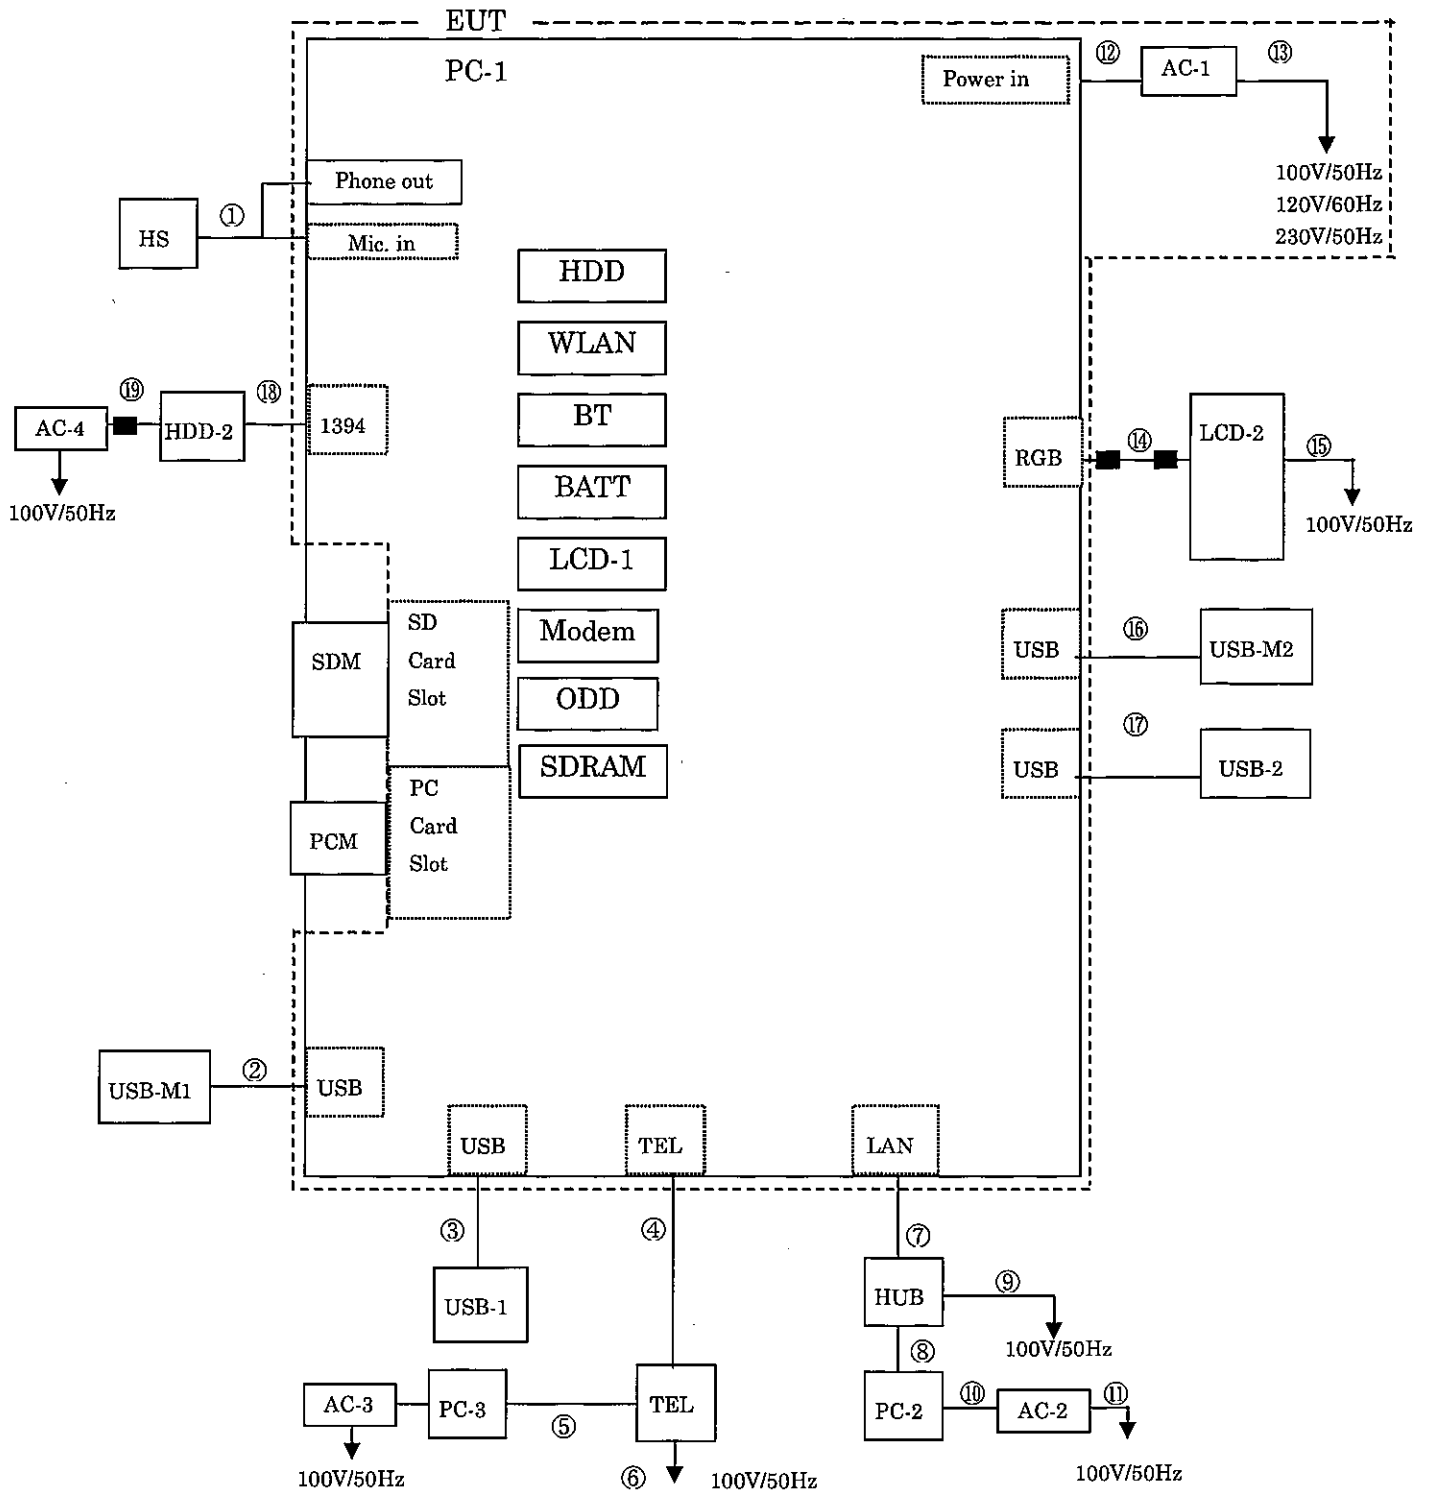 EUT
PC-1
Power in
⑫
AC-1
⑬
100V/50Hz
120V/60Hz
230V/50Hz
Phone out
HS
①
Mic. in
HDD
WLAN
BT
BATT
LCD-1
Modem
ODD
SDRAM
AC-4
⑲
HDD-2
⑱
1394
100V/50Hz
RGB
⑭
LCD-2
⑮
100V/50Hz
SDM
SD
Card
Slot
PCM
PC
Card
Slot
USB
⑯
USB-M2
USB
⑰
USB-2
USB-M1
②
USB
USB
TEL
LAN
③
USB-1
④
⑦
HUB
⑨
100V/50Hz
⑧
AC-3
PC-3
⑤
TEL
100V/50Hz
⑥
100V/50Hz
PC-2
⑩
AC-2
⑪
100V/50Hz